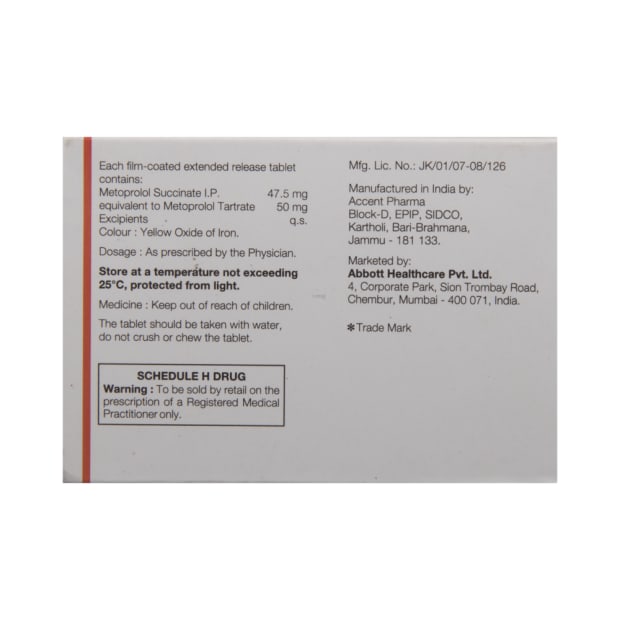 Each film-coated extended release tablet
contains:
Metoprolol Succinate I.P. 47.5 mg
equivalent to Metoprolol Tartrate 50 mg
Excipients q.s.
Colour : Yellow Oxide of Iron.
Dosage : As prescribed by the Physician.
Store at a temperature not exceeding
25°C, protected from light.
Medicine : Keep out of reach of children.
The tablet should be taken with water,
do not crush or chew the tablet.
SCHEDULE H DRUG
Warning : To be sold by retail on the
prescription of a Registered Medical
Practitioner only.
Mfg. Lic. No.: JK/01/07-08/126
Manufactured in India by:
Accent Pharma
Block-D, EPIP, SIDCO,
Kartholi, Bari-Brahmana,
Jammu - 181 133.
Marketed by:
Abbott Healthcare Pvt. Ltd.
4, Corporate Park, Sion Trombay Road,
Chembur, Mumbai - 400 071, India.
✻Trade Mark